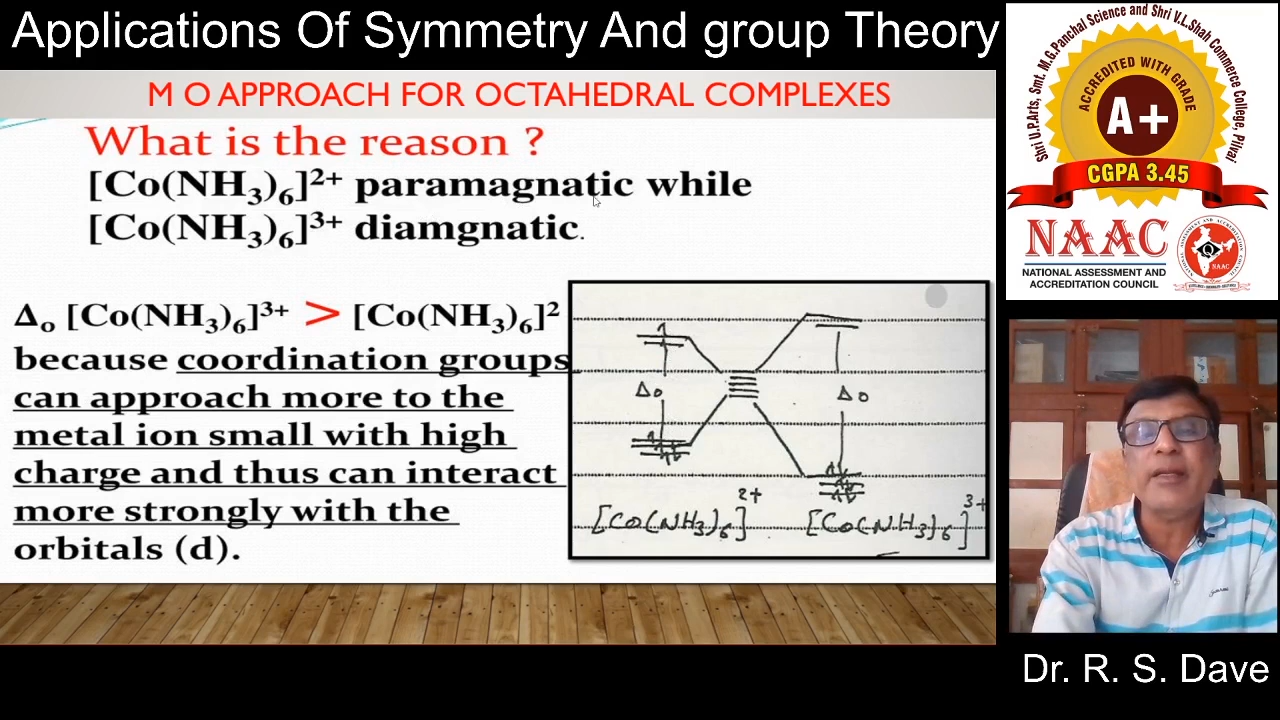 Applications Of Symmetry And group Theory
M O APPROACH FOR OCTAHEDRAL COMPLEXES
What is the reason ?
[Co(NH₃)₆]²⁺ paramagnatic while
[Co(NH₃)₆]³⁺ diamgnatic.
Δₒ [Co(NH₃)₆]³⁺ > [Co(NH₃)₆]²
because coordination groups
can approach more to the
metal ion small with high
charge and thus can interact
more strongly with the
orbitals (d).
Δo
Δo
[Co(NH₃)₆]²⁺
[Co(NH₃)₆]³⁺
Shri U.P.Arts, Smt. M.G.Panchal Science and Shri V.L.Shah Commerce College, Pilvai
ACCREDITED WITH GRADE
A+
CGPA 3.45
NAAC
NATIONAL ASSESSMENT AND
ACCREDITATION COUNCIL
NAAC
Dr. R. S. Dave